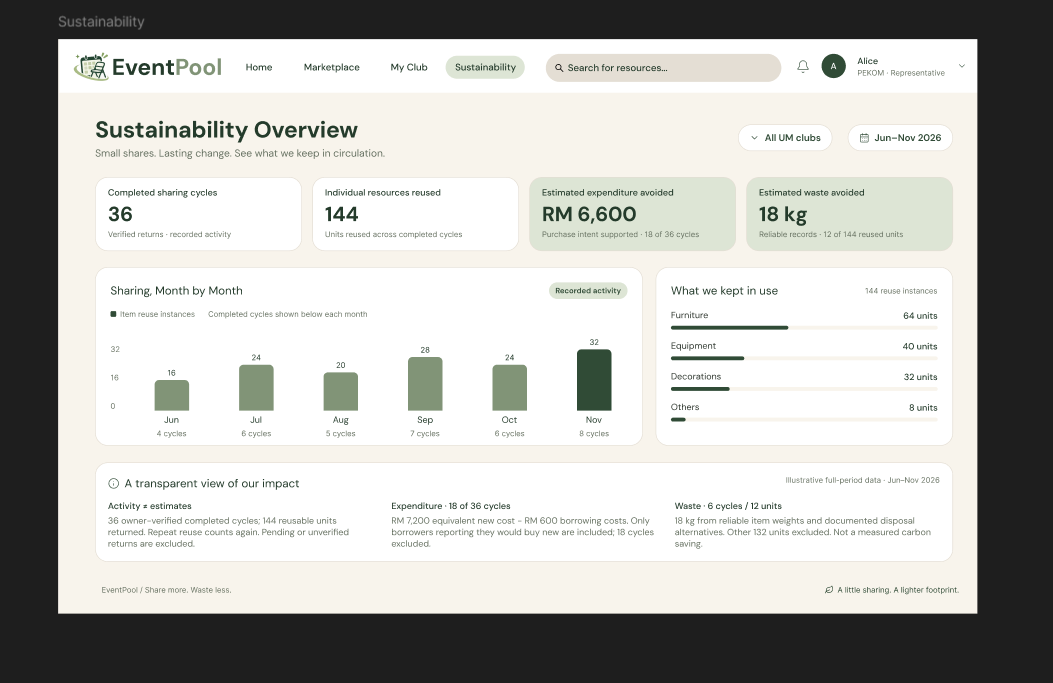 Sustainability
EventPool
Home
Marketplace
My Club
Sustainability
Search for resources...
A
Alice
PEKOM · Representative
Sustainability Overview
Small shares. Lasting change. See what we keep in circulation.
All UM clubs
Jun–Nov 2026
Completed sharing cycles
36
Verified returns · recorded activity
Individual resources reused
144
Units reused across completed cycles
Estimated expenditure avoided
RM 6,600
Purchase intent supported · 18 of 36 cycles
Estimated waste avoided
18 kg
Reliable records · 12 of 144 reused units
Sharing, Month by Month
Recorded activity
Item reuse instances
Completed cycles shown below each month
32
16
0
16
24
20
28
24
32
Jun
Jul
Aug
Sep
Oct
Nov
4 cycles
6 cycles
5 cycles
7 cycles
6 cycles
8 cycles
What we kept in use
144 reuse instances
Furniture
64 units
Equipment
40 units
Decorations
32 units
Others
8 units
A transparent view of our impact
Illustrative full-period data · Jun–Nov 2026
Activity ≠ estimates
36 owner-verified completed cycles; 144 reusable units
returned. Repeat reuse counts again. Pending or unverified
returns are excluded.
Expenditure · 18 of 36 cycles
RM 7,200 equivalent new cost − RM 600 borrowing costs. Only
borrowers reporting they would buy new are included; 18 cycles
excluded.
Waste · 6 cycles / 12 units
18 kg from reliable item weights and documented disposal
alternatives. Other 132 units excluded. Not a measured carbon
saving.
EventPool / Share more. Waste less.
A little sharing. A lighter footprint.